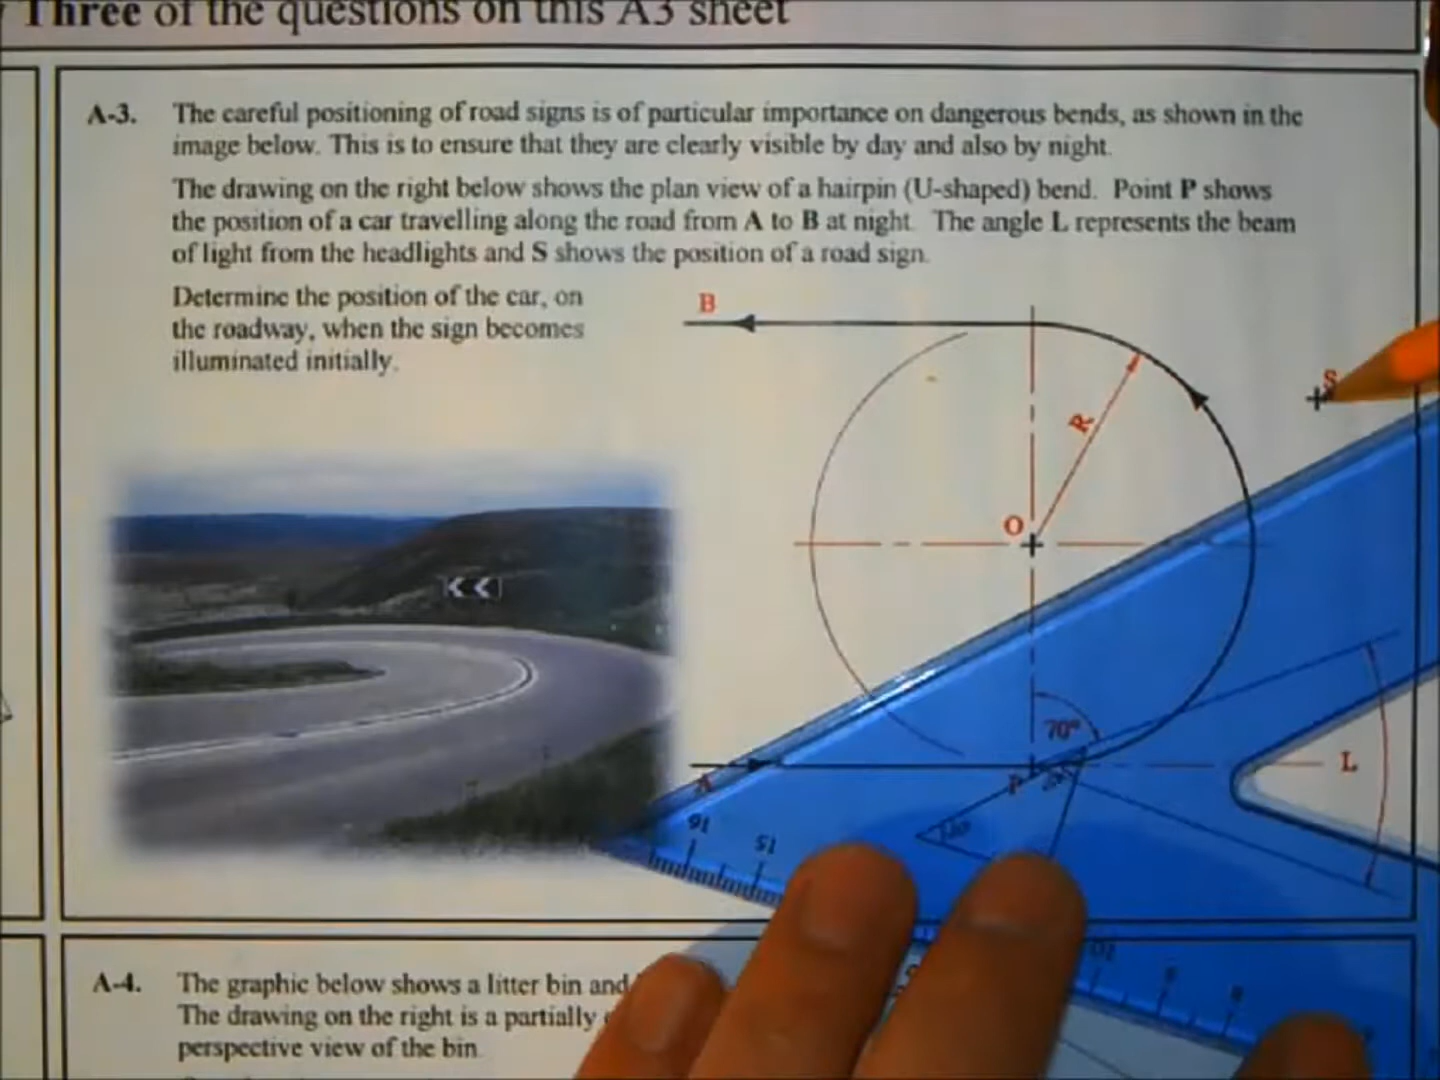 Three of the questions on this A3 sheet
A-3. The careful positioning of road signs is of particular importance on dangerous bends, as shown in the
image below. This is to ensure that they are clearly visible by day and also by night.
The drawing on the right below shows the plan view of a hairpin (U-shaped) bend. Point P shows
the position of a car travelling along the road from A to B at night. The angle L represents the beam
of light from the headlights and S shows the position of a road sign.
Determine the position of the car, on
the roadway, when the sign becomes
illuminated initially.
B
S
R
O
70°
L
A
P
16
15
10
9
8
A-4. The graphic below shows a litter bin and
The drawing on the right is a partially
perspective view of the bin.